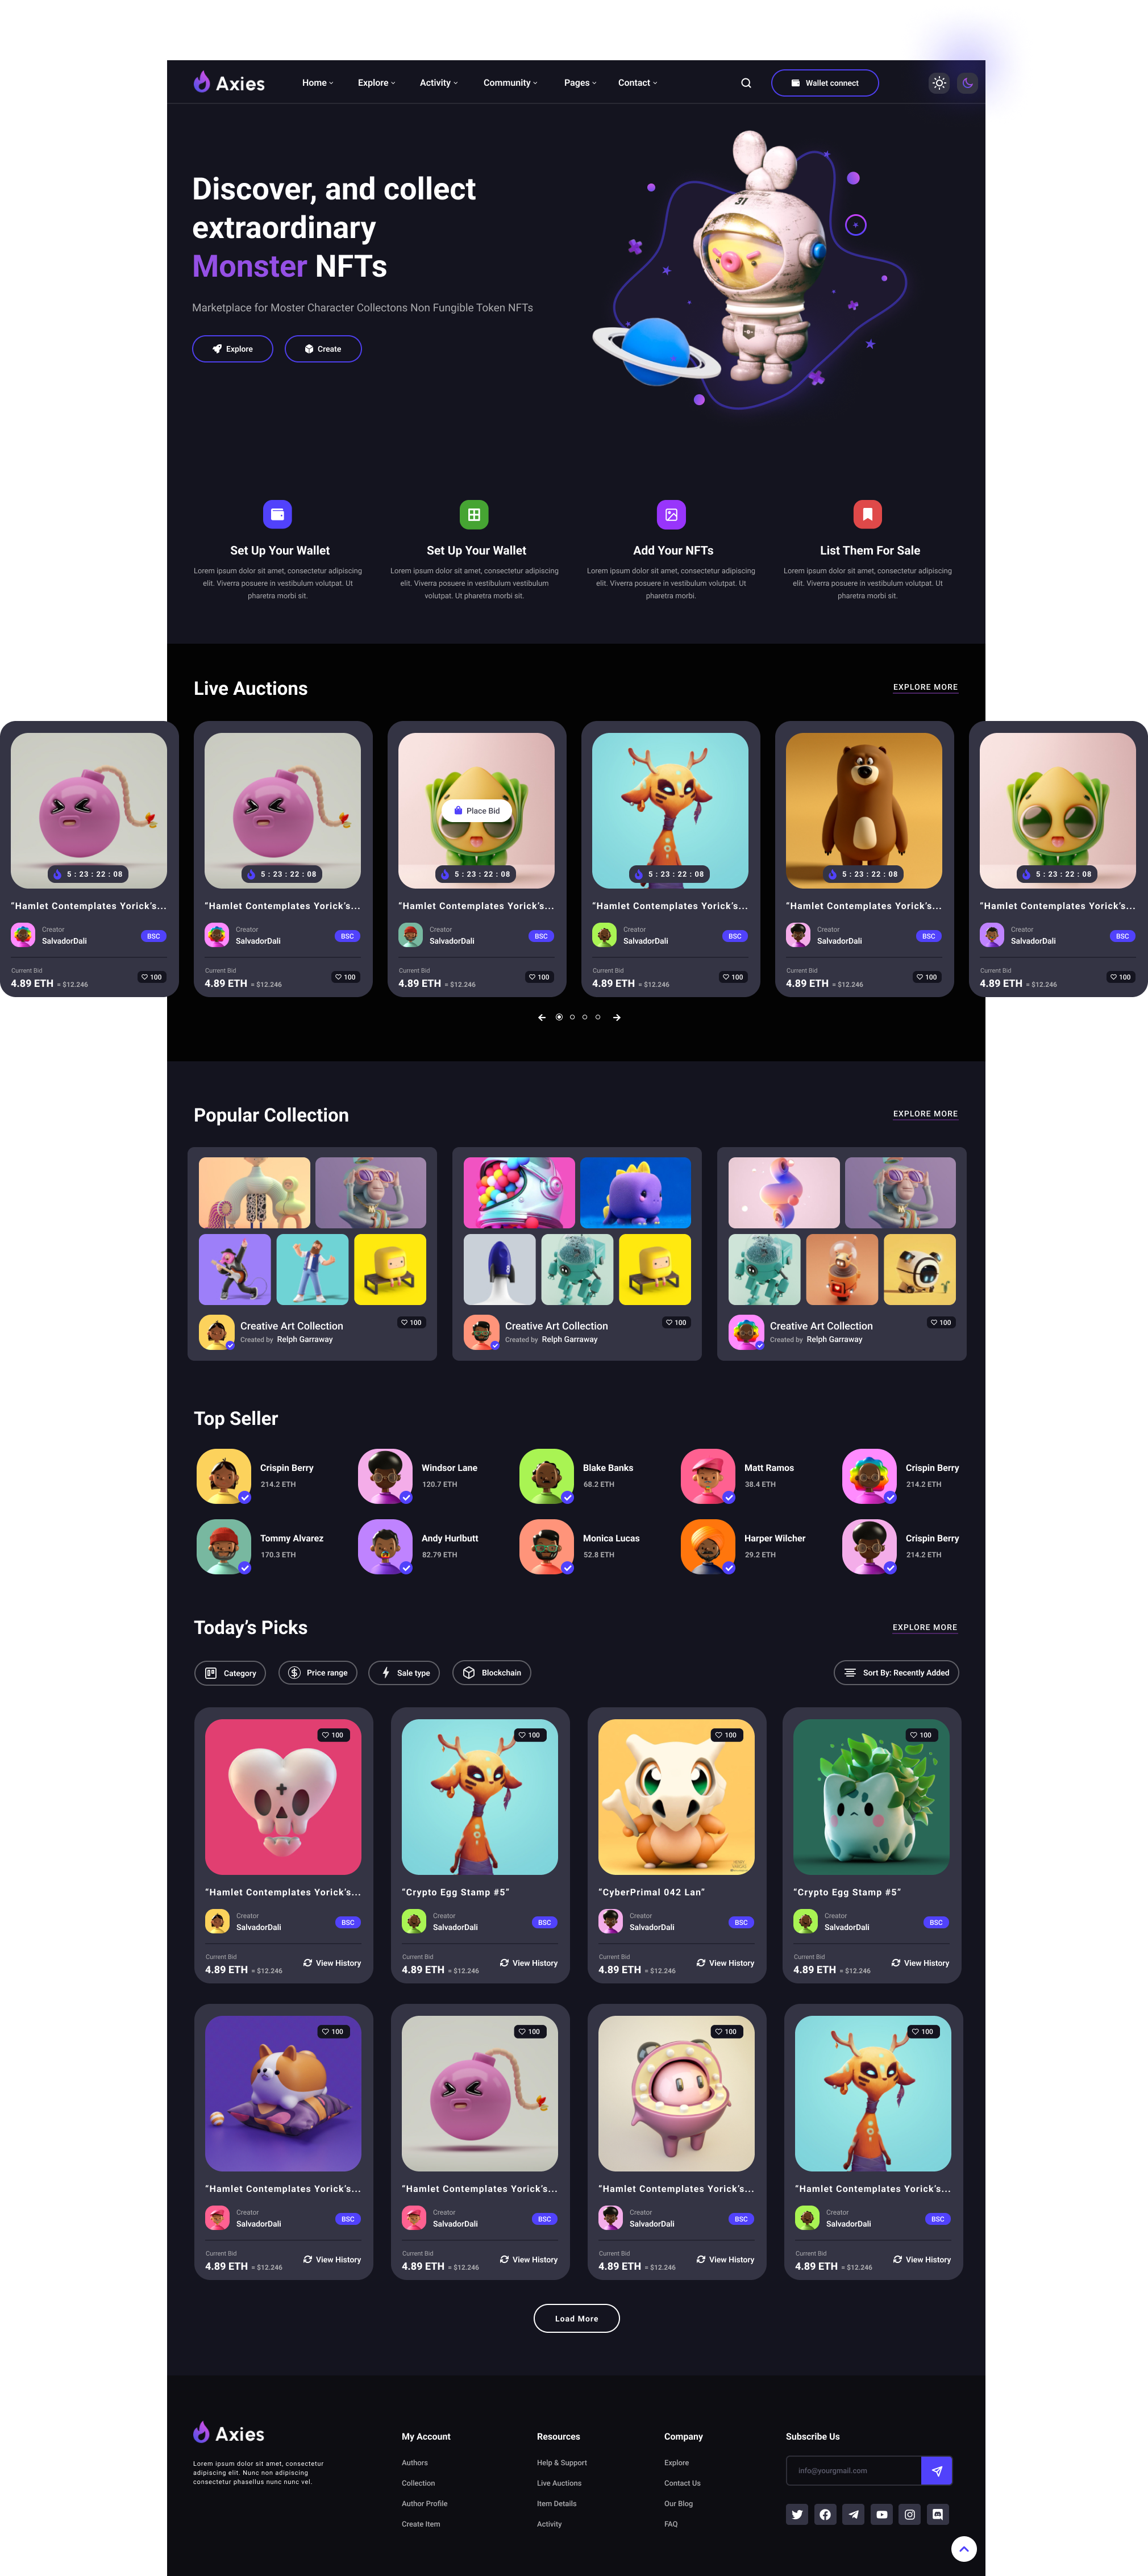 Axies
Home Explore Activity Community Pages Contact Wallet connect
Discover, and collect
extraordinary
Monster NFTs
Marketplace for Moster Character Collectons Non Fungible Token NFTs
Explore Create
31
Set Up Your Wallet
Lorem ipsum dolor sit amet, consectetur adipiscing
elit. Viverra posuere in vestibulum volutpat. Ut
pharetra morbi sit.
Set Up Your Wallet
Lorem ipsum dolor sit amet, consectetur adipiscing
elit. Viverra posuere in vestibulum vestibulum
volutpat. Ut pharetra morbi sit.
Add Your NFTs
Lorem ipsum dolor sit amet, consectetur adipiscing
elit. Viverra posuere in vestibulum volutpat. Ut
pharetra morbi.
List Them For Sale
Lorem ipsum dolor sit amet, consectetur adipiscing
elit. Viverra posuere in vestibulum volutpat. Ut
pharetra morbi sit.
Live Auctions
EXPLORE MORE
5 : 23 : 22 : 08
"Hamlet Contemplates Yorick's...
Creator
SalvadorDali
BSC
Current Bid
4.89 ETH = $12.246
100
5 : 23 : 22 : 08
"Hamlet Contemplates Yorick's...
Creator
SalvadorDali
BSC
Current Bid
4.89 ETH = $12.246
100
Place Bid
5 : 23 : 22 : 08
"Hamlet Contemplates Yorick's...
Creator
SalvadorDali
BSC
Current Bid
4.89 ETH = $12.246
100
5 : 23 : 22 : 08
"Hamlet Contemplates Yorick's...
Creator
SalvadorDali
BSC
Current Bid
4.89 ETH = $12.246
100
5 : 23 : 22 : 08
"Hamlet Contemplates Yorick's...
Creator
SalvadorDali
BSC
Current Bid
4.89 ETH = $12.246
100
5 : 23 : 22 : 08
"Hamlet Contemplates Yorick's...
Creator
SalvadorDali
BSC
Current Bid
4.89 ETH = $12.246
100
Popular Collection
EXPLORE MORE
Creative Art Collection
Created by Relph Garraway
100
Creative Art Collection
Created by Relph Garraway
100
Creative Art Collection
Created by Relph Garraway
100
Top Seller
Crispin Berry
214.2 ETH
Windsor Lane
120.7 ETH
Blake Banks
68.2 ETH
Matt Ramos
38.4 ETH
Crispin Berry
214.2 ETH
Tommy Alvarez
170.3 ETH
Andy Hurlbutt
82.79 ETH
Monica Lucas
52.8 ETH
Harper Wilcher
29.2 ETH
Crispin Berry
214.2 ETH
Today's Picks
EXPLORE MORE
Category Price range Sale type Blockchain Sort By: Recently Added
100
"Hamlet Contemplates Yorick's...
Creator
SalvadorDali
BSC
Current Bid
4.89 ETH = $12.246
View History
100
"Crypto Egg Stamp #5"
Creator
SalvadorDali
BSC
Current Bid
4.89 ETH = $12.246
View History
100
"CyberPrimal 042 Lan"
Creator
SalvadorDali
BSC
Current Bid
4.89 ETH = $12.246
View History
100
"Crypto Egg Stamp #5"
Creator
SalvadorDali
BSC
Current Bid
4.89 ETH = $12.246
View History
100
"Hamlet Contemplates Yorick's...
Creator
SalvadorDali
BSC
Current Bid
4.89 ETH = $12.246
View History
100
"Hamlet Contemplates Yorick's...
Creator
SalvadorDali
BSC
Current Bid
4.89 ETH = $12.246
View History
100
"Hamlet Contemplates Yorick's...
Creator
SalvadorDali
BSC
Current Bid
4.89 ETH = $12.246
View History
100
"Hamlet Contemplates Yorick's...
Creator
SalvadorDali
BSC
Current Bid
4.89 ETH = $12.246
View History
Load More
Axies
Lorem ipsum dolor sit amet, consectetur
adipiscing elit. Nunc non adipiscing
consectetur phasellus nunc nunc vel.
My Account
Authors
Collection
Author Profile
Create Item
Resources
Help & Support
Live Auctions
Item Details
Activity
Company
Explore
Contact Us
Our Blog
FAQ
Subscribe Us
info@yourgmail.com